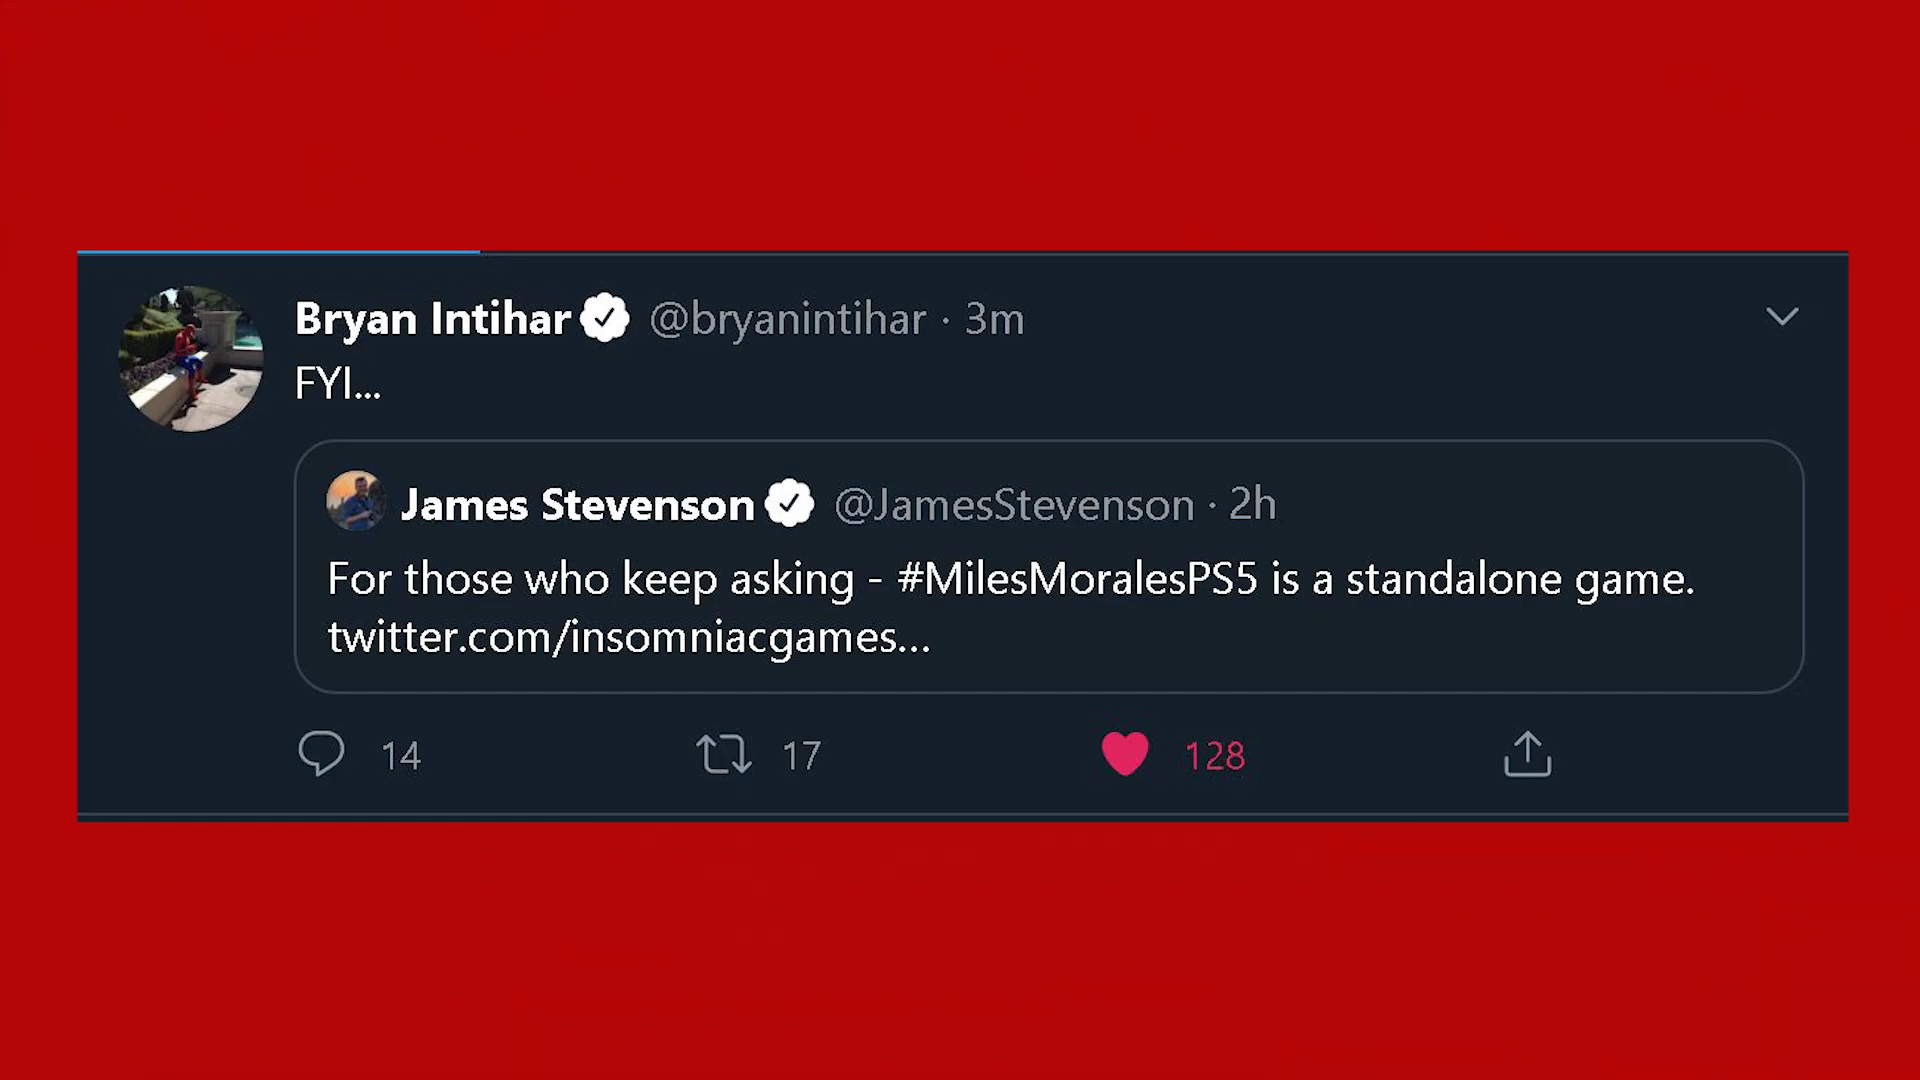 Bryan Intihar @bryanintihar · 3m
FYI...
James Stevenson @JamesStevenson · 2h
For those who keep asking - #MilesMoralesPS5 is a standalone game.
twitter.com/insomniacgames...
14 17 128